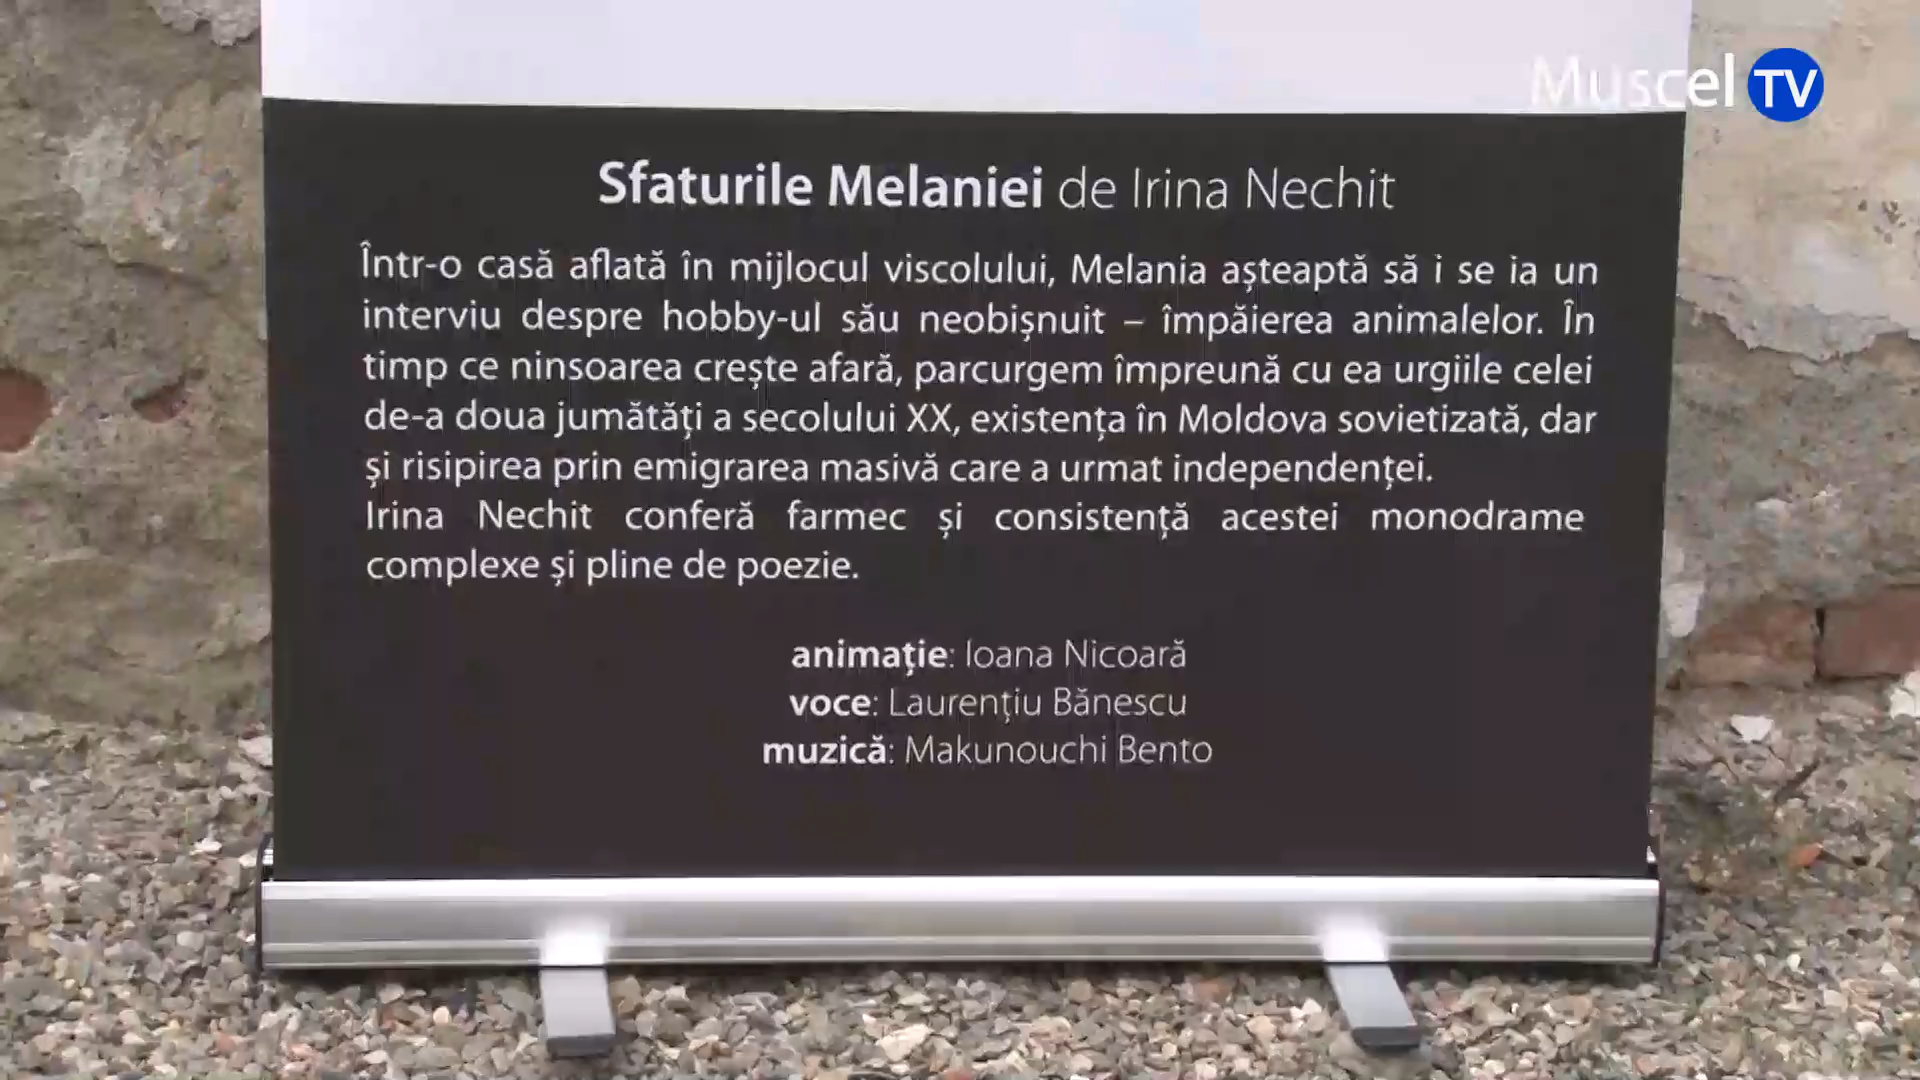 Muscel TV
Sfaturile Melaniei de Irina Nechit
Într-o casă aflată în mijlocul viscolului, Melania așteaptă să i se ia un
interviu despre hobby-ul său neobișnuit – împăierea animalelor. În
timp ce ninsoarea crește afară, parcurgem împreună cu ea urgiile celei
de-a doua jumătăți a secolului XX, existența în Moldova sovietizată, dar
și risipirea prin emigrarea masivă care a urmat independenței.
Irina Nechit conferă farmec și consistență acestei monodrame
complexe și pline de poezie.
animație: Ioana Nicoară
voce: Laurențiu Bănescu
muzică: Makunouchi Bento